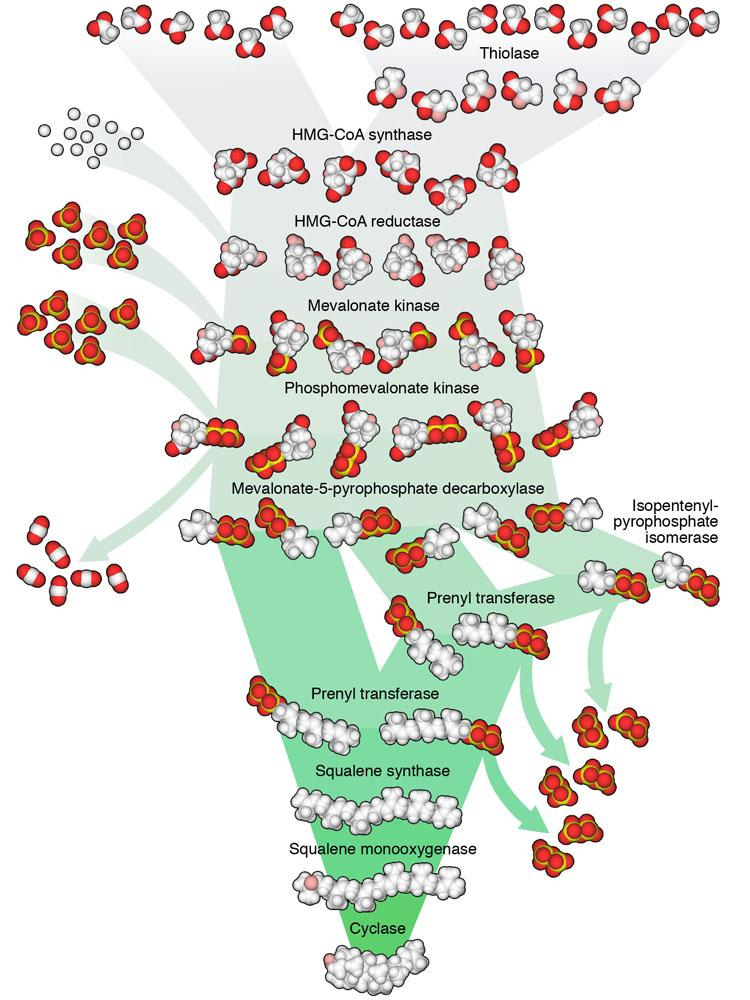 Thiolase
HMG-CoA synthase
HMG-CoA reductase
Mevalonate kinase
Phosphomevalonate kinase
Mevalonate-5-pyrophosphate decarboxylase
Isopentenyl-
pyrophosphate
isomerase
Prenyl transferase
Prenyl transferase
Squalene synthase
Squalene monooxygenase
Cyclase